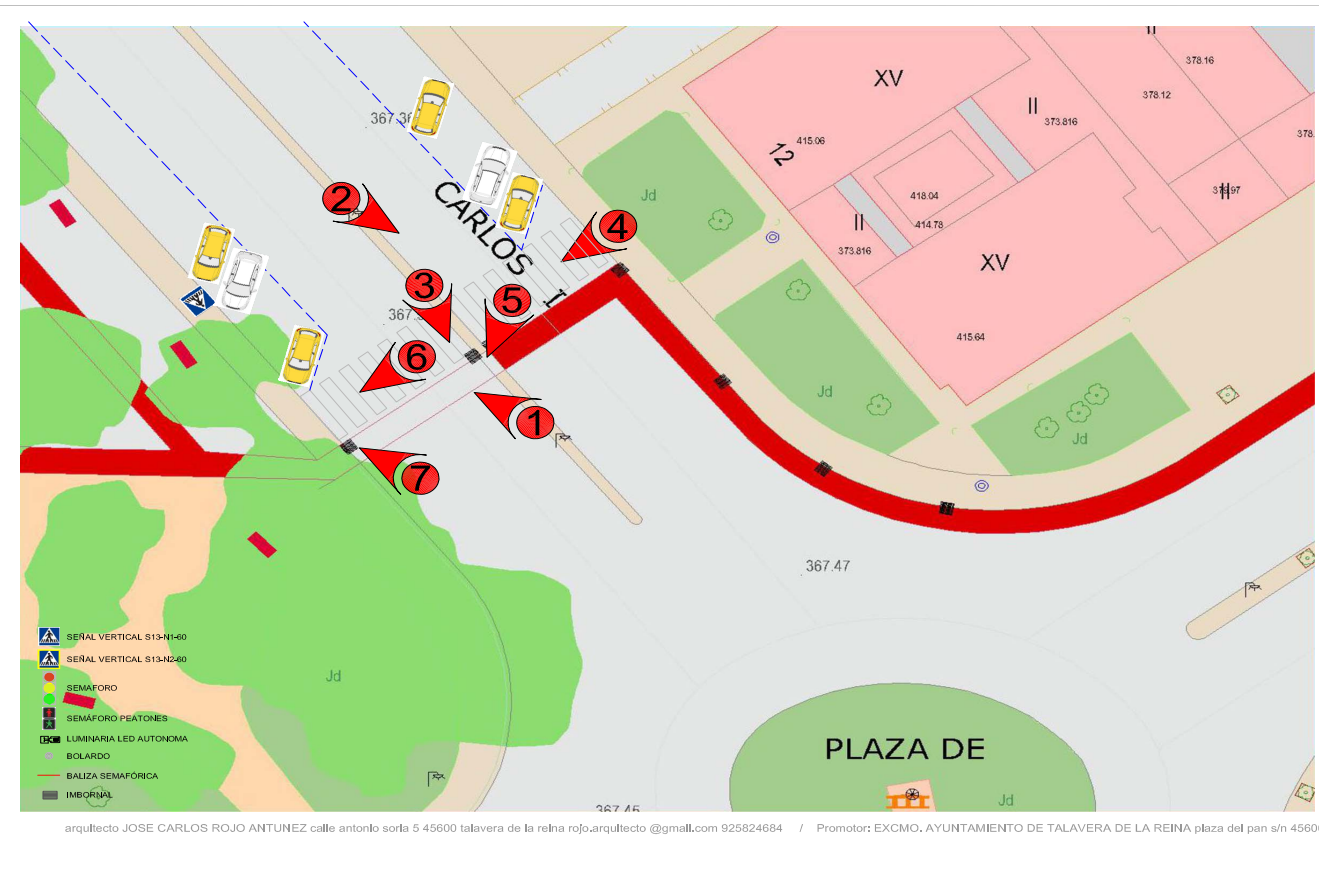 II
378.16
XV
367.36
II
378.12
373.816
378.
12
415.06
2
CARLOS I
Jd
418.04
II
4
414.78
II
373.816
XV
3
5
367.
415.64
6
Jd
1
Jd
7
367.47
SEÑAL VERTICAL S13-N1-60
SEÑAL VERTICAL S13-N2-60
Jd
SEMAFORO
SEMÁFORO PEATONES
LUMINARIA LED AUTONOMA
PLAZA DE
BOLARDO
BALIZA SEMAFÓRICA
IMBORNAL
Jd
367.45
arquitecto JOSE CARLOS ROJO ANTUNEZ calle antonio soria 5 45600 talavera de la reina rojo.arquitecto @gmail.com 925824684 / Promotor: EXCMO. AYUNTAMIENTO DE TALAVERA DE LA REINA plaza del pan s/n 4560